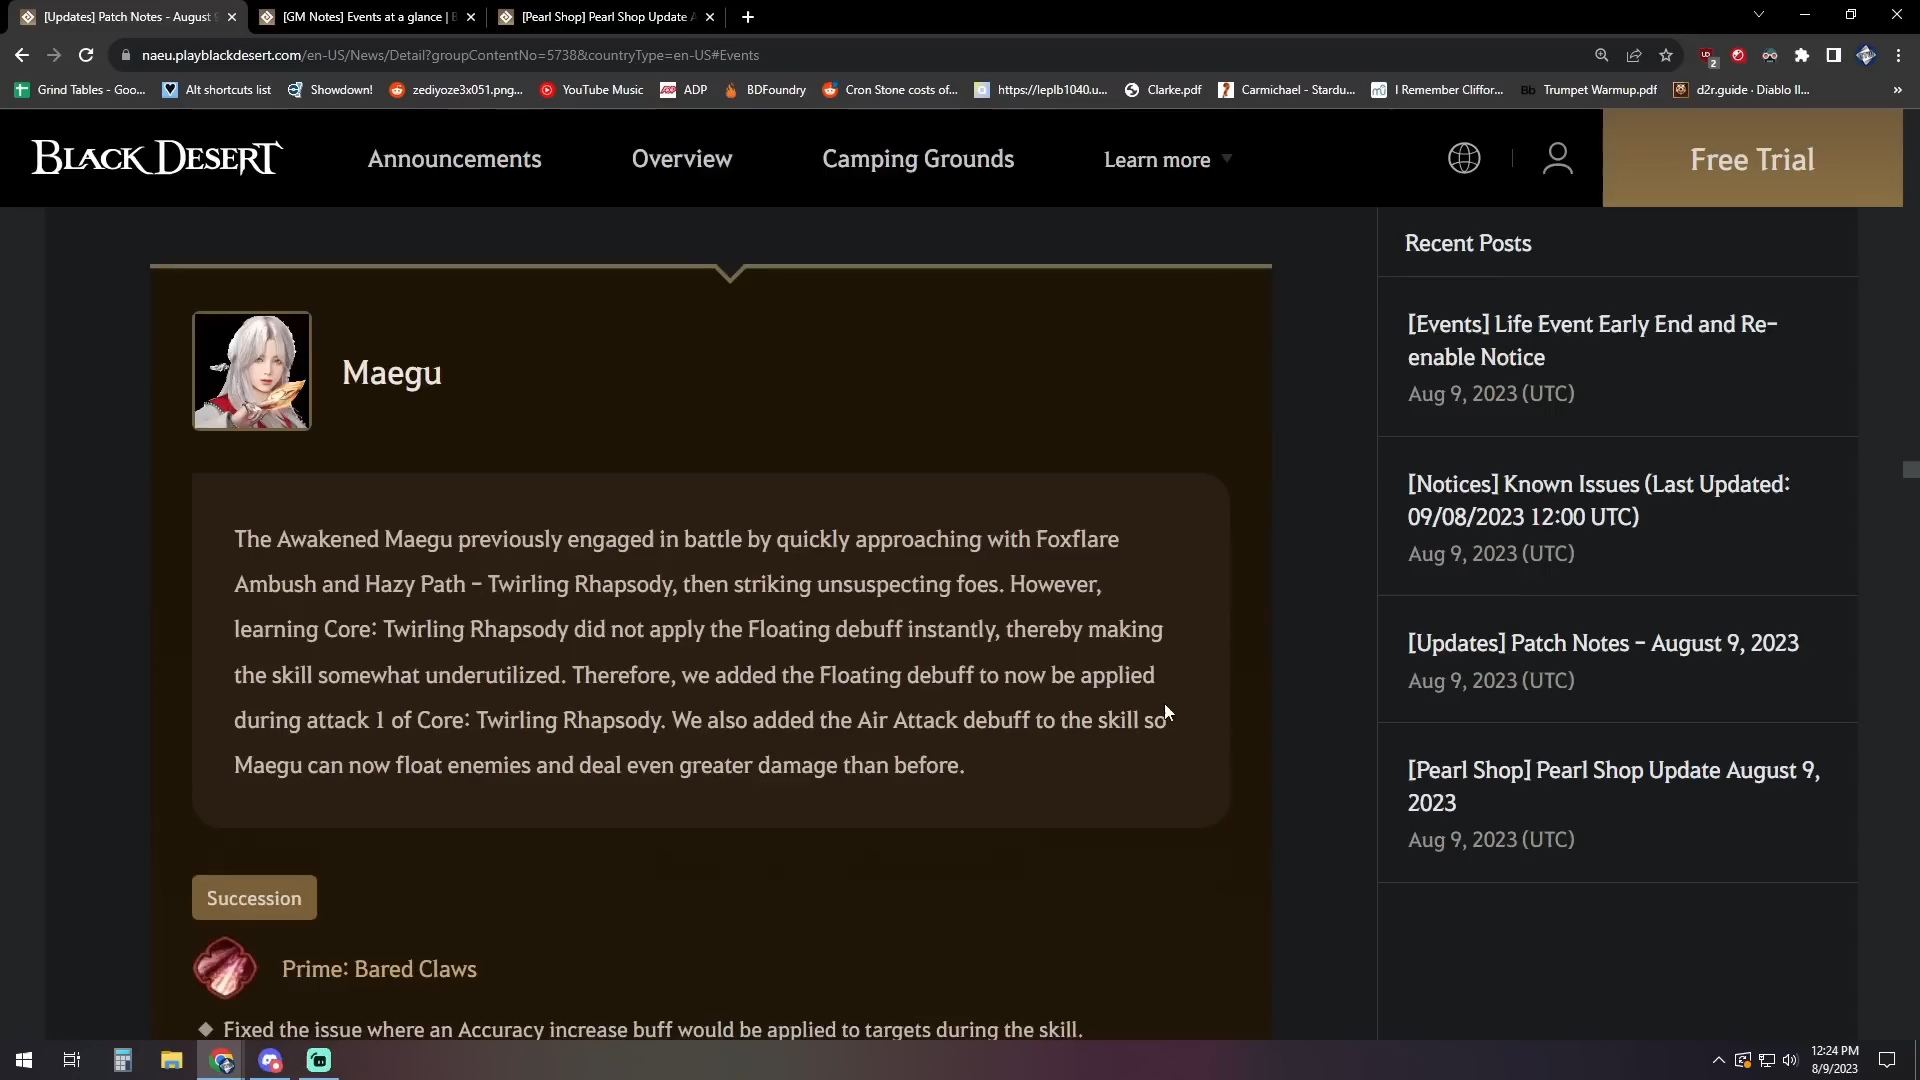 [Updates] Patch Notes - August 9
[GM Notes] Events at a glance | B
[Pearl Shop] Pearl Shop Update A
naeu.playblackdesert.com/en-US/News/Detail?groupContentNo=5738&countryType=en-US#Events
2
Grind Tables - Goo...
Alt shortcuts list
Showdown!
zediyoze3x051.png...
YouTube Music
ADP
BDFoundry
Cron Stone costs of...
https://leplb1040.u...
Clarke.pdf
Carmichael - Stardu...
I Remember Cliffor...
Bb Trumpet Warmup.pdf
d2r.guide · Diablo II...
»
BLACK DESERT
Announcements
Overview
Camping Grounds
Learn more
Free Trial
Maegu
The Awakened Maegu previously engaged in battle by quickly approaching with Foxflare
Ambush and Hazy Path - Twirling Rhapsody, then striking unsuspecting foes. However,
learning Core: Twirling Rhapsody did not apply the Floating debuff instantly, thereby making
the skill somewhat underutilized. Therefore, we added the Floating debuff to now be applied
during attack 1 of Core: Twirling Rhapsody. We also added the Air Attack debuff to the skill so
Maegu can now float enemies and deal even greater damage than before.
Succession
Prime: Bared Claws
◆ Fixed the issue where an Accuracy increase buff would be applied to targets during the skill.
Recent Posts
[Events] Life Event Early End and Re-
enable Notice
Aug 9, 2023 (UTC)
[Notices] Known Issues (Last Updated:
09/08/2023 12:00 UTC)
Aug 9, 2023 (UTC)
[Updates] Patch Notes - August 9, 2023
Aug 9, 2023 (UTC)
[Pearl Shop] Pearl Shop Update August 9,
2023
Aug 9, 2023 (UTC)
12:24 PM
8/9/2023